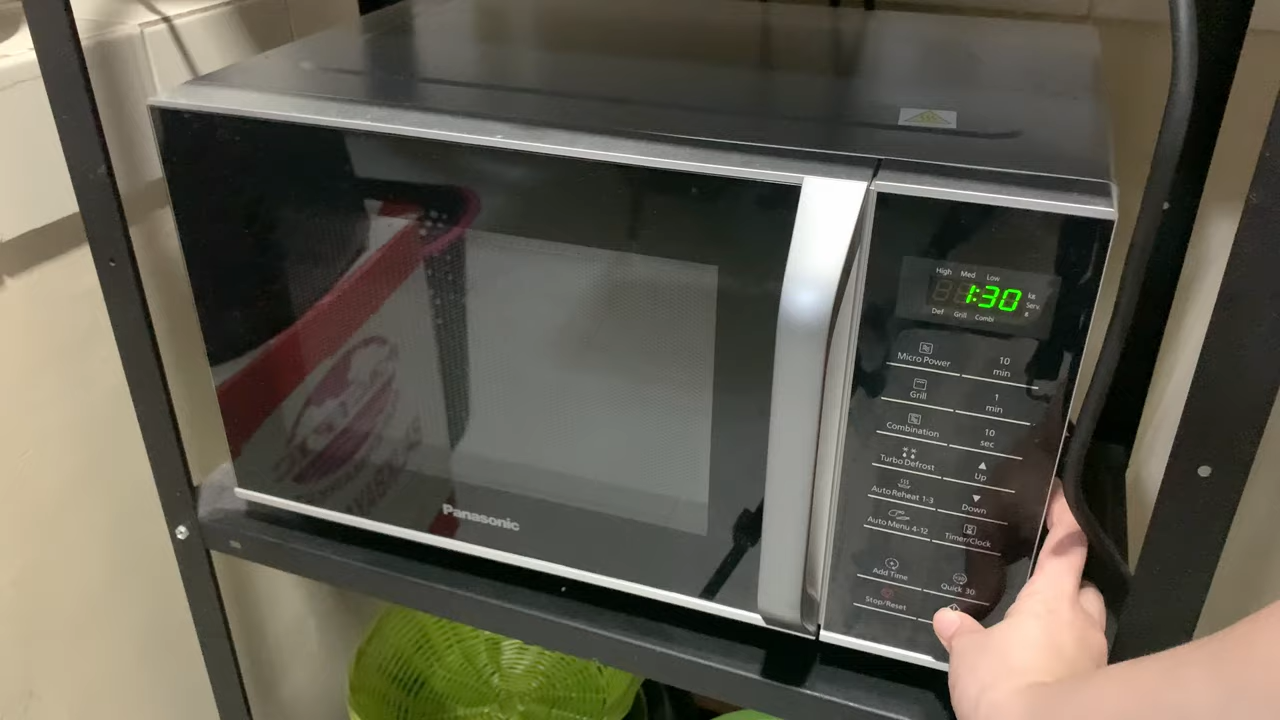 High Med Low
1:30
kg
Serv.
Def Grill Combi
Micro Power
10
min
Grill
1
min
Combination
10
sec
Turbo Defrost
Up
Auto Reheat 1-3
Down
Auto Menu 4-12
Timer/Clock
Add Time
Quick 30
Stop/Reset
Panasonic